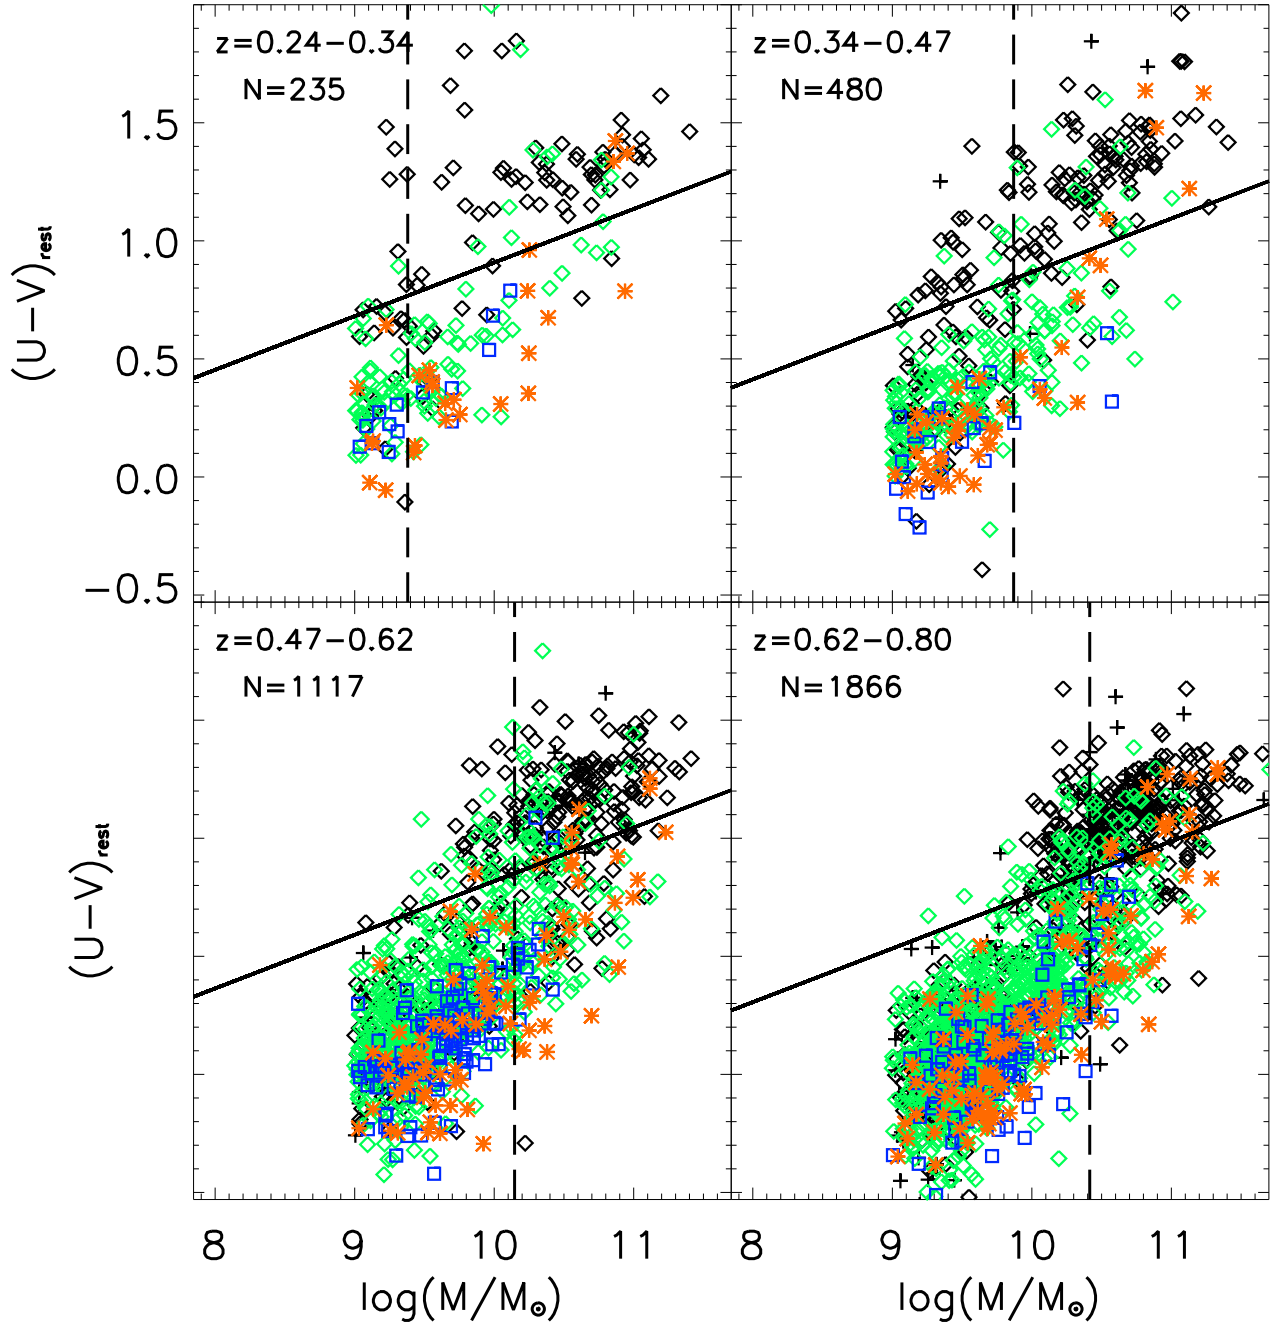 z=0.24−0.34
N=235
z=0.34−0.47
N=480
1.5
1.0
0.5
0.0
−0.5
(U−V)rest
z=0.47−0.62
N=1117
z=0.62−0.80
N=1866
(U−V)rest
8 9 10 11
8 9 10 11
log(M/M⊙)
log(M/M⊙)